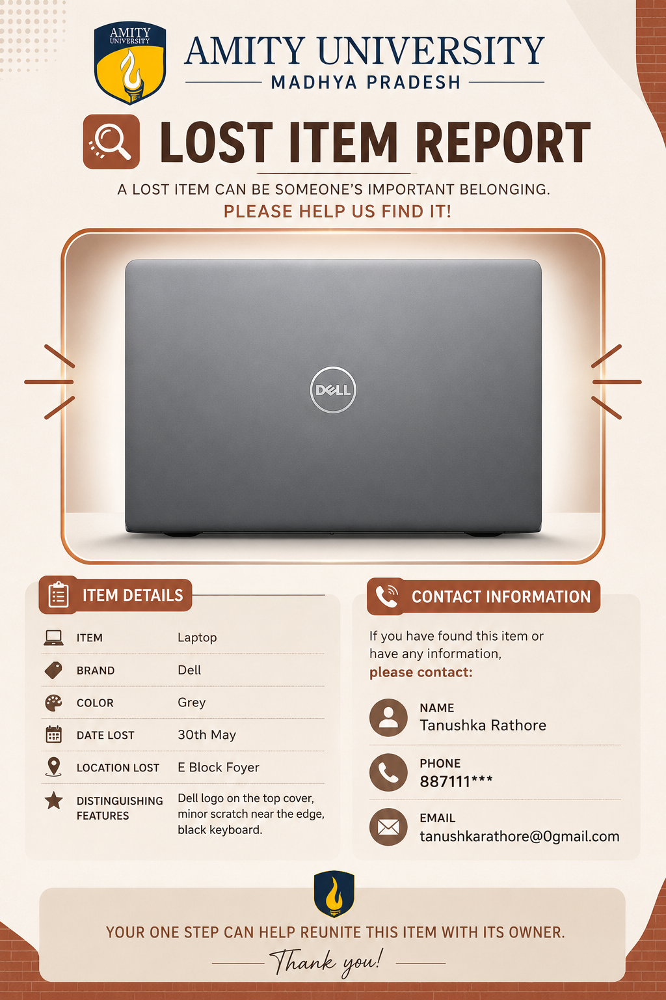 AMITY
UNIVERSITY
AMITY UNIVERSITY
MADHYA PRADESH
LOST ITEM REPORT
A LOST ITEM CAN BE SOMEONE'S IMPORTANT BELONGING.
PLEASE HELP US FIND IT!
DELL
ITEM DETAILS
ITEM Laptop
BRAND Dell
COLOR Grey
DATE LOST 30th May
LOCATION LOST E Block Foyer
DISTINGUISHING FEATURES Dell logo on the top cover,
minor scratch near the edge,
black keyboard.
CONTACT INFORMATION
If you have found this item or
have any information,
please contact:
NAME
Tanushka Rathore
PHONE
887111***
EMAIL
tanushkarathore@0gmail.com
YOUR ONE STEP CAN HELP REUNITE THIS ITEM WITH ITS OWNER.
Thank you!